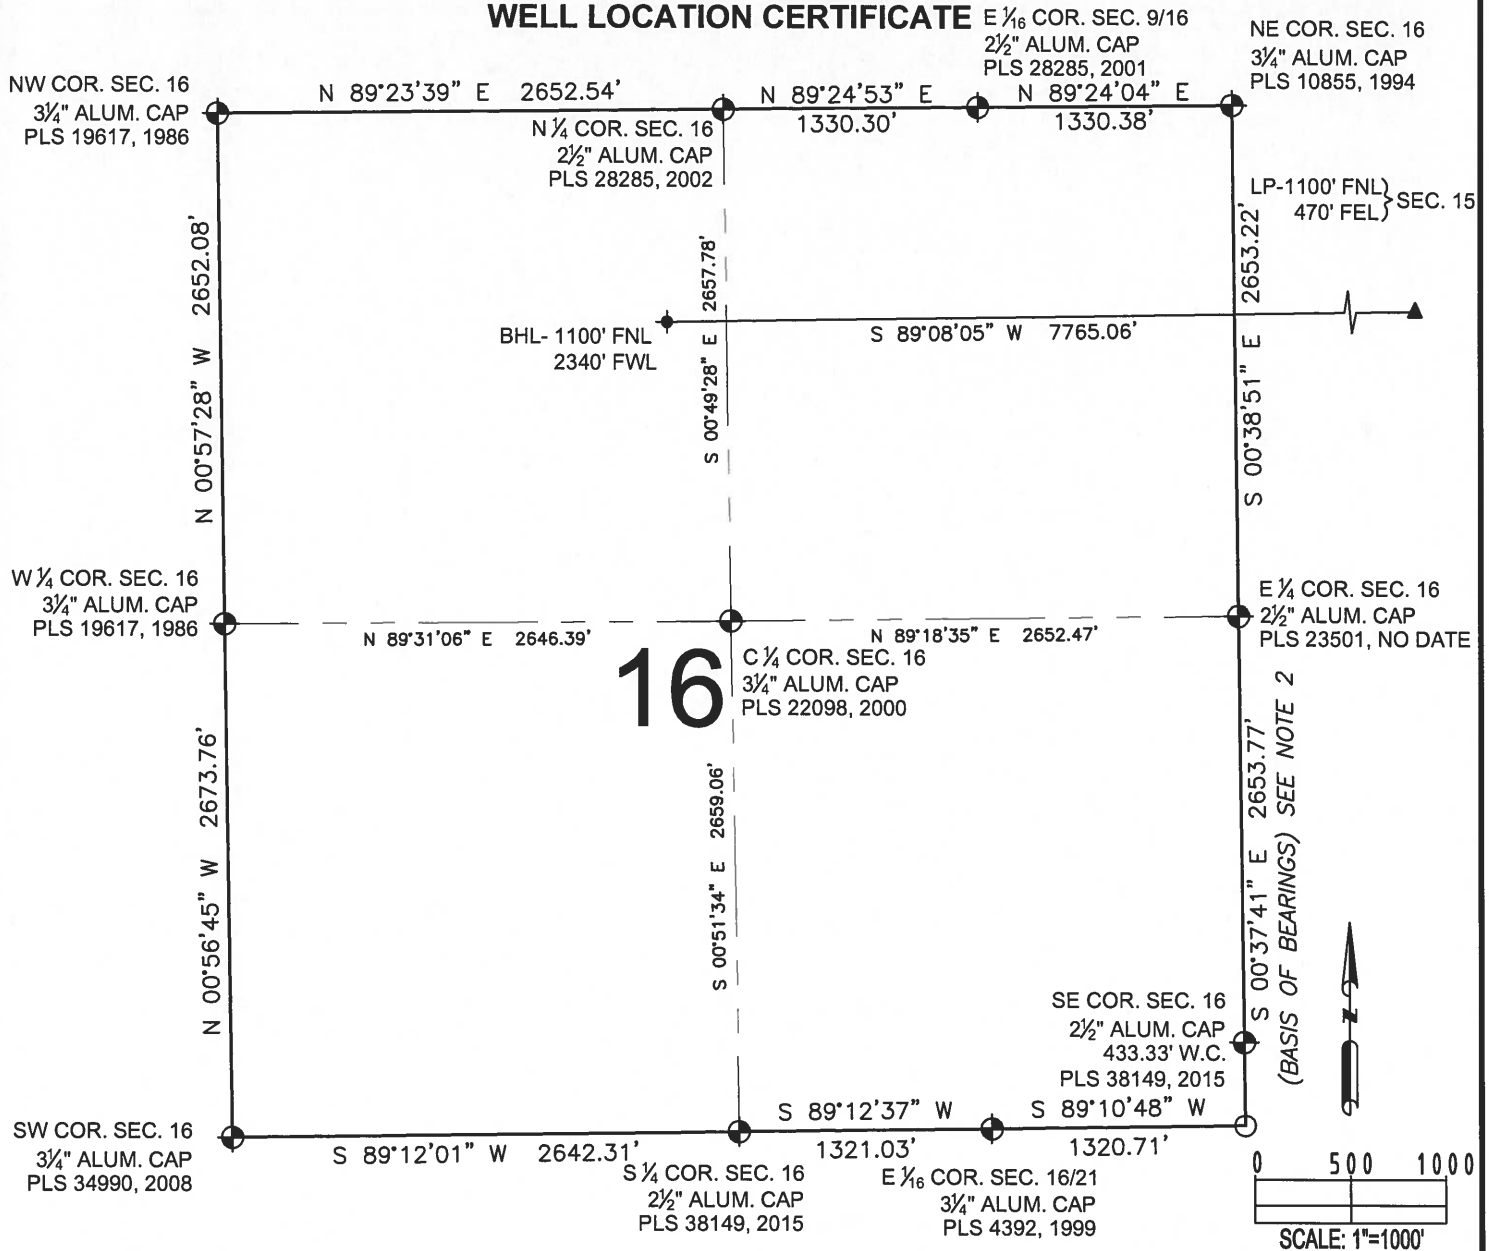 WELL LOCATION CERTIFICATE
E 1/16 COR. SEC. 9/16
2½" ALUM. CAP
PLS 28285, 2001
NE COR. SEC. 16
3¼" ALUM. CAP
PLS 10855, 1994
NW COR. SEC. 16
3¼" ALUM. CAP
PLS 19617, 1986
N 89°23'39" E 2652.54'
N 89°24'53" E
1330.30'
N 89°24'04" E
1330.38'
N ¼ COR. SEC. 16
2½" ALUM. CAP
PLS 28285, 2002
LP-1100' FNL}
470' FEL}
SEC. 15
N 00°57'28" W 2652.08'
S 00°49'28" E 2657.78'
S 00°38'51" E 2653.22'
BHL- 1100' FNL
2340' FWL
S 89°08'05" W 7765.06'
W ¼ COR. SEC. 16
3¼" ALUM. CAP
PLS 19617, 1986
N 89°31'06" E 2646.39'
N 89°18'35" E 2652.47'
E ¼ COR. SEC. 16
2½" ALUM. CAP
PLS 23501, NO DATE
16
C ¼ COR. SEC. 16
3¼" ALUM. CAP
PLS 22098, 2000
N 00°56'45" W 2673.76'
S 00°51'34" E 2659.06'
S 00°37'41" E 2653.77'
(BASIS OF BEARINGS) SEE NOTE 2
SE COR. SEC. 16
2½" ALUM. CAP
433.33' W.C.
PLS 38149, 2015
N
SW COR. SEC. 16
3¼" ALUM. CAP
PLS 34990, 2008
S 89°12'01" W 2642.31'
S 89°12'37" W
1321.03'
S 89°10'48" W
1320.71'
S ¼ COR. SEC. 16
2½" ALUM. CAP
PLS 38149, 2015
E 1/16 COR. SEC. 16/21
3¼" ALUM. CAP
PLS 4392, 1999
0 500 1000
SCALE: 1"=1000'